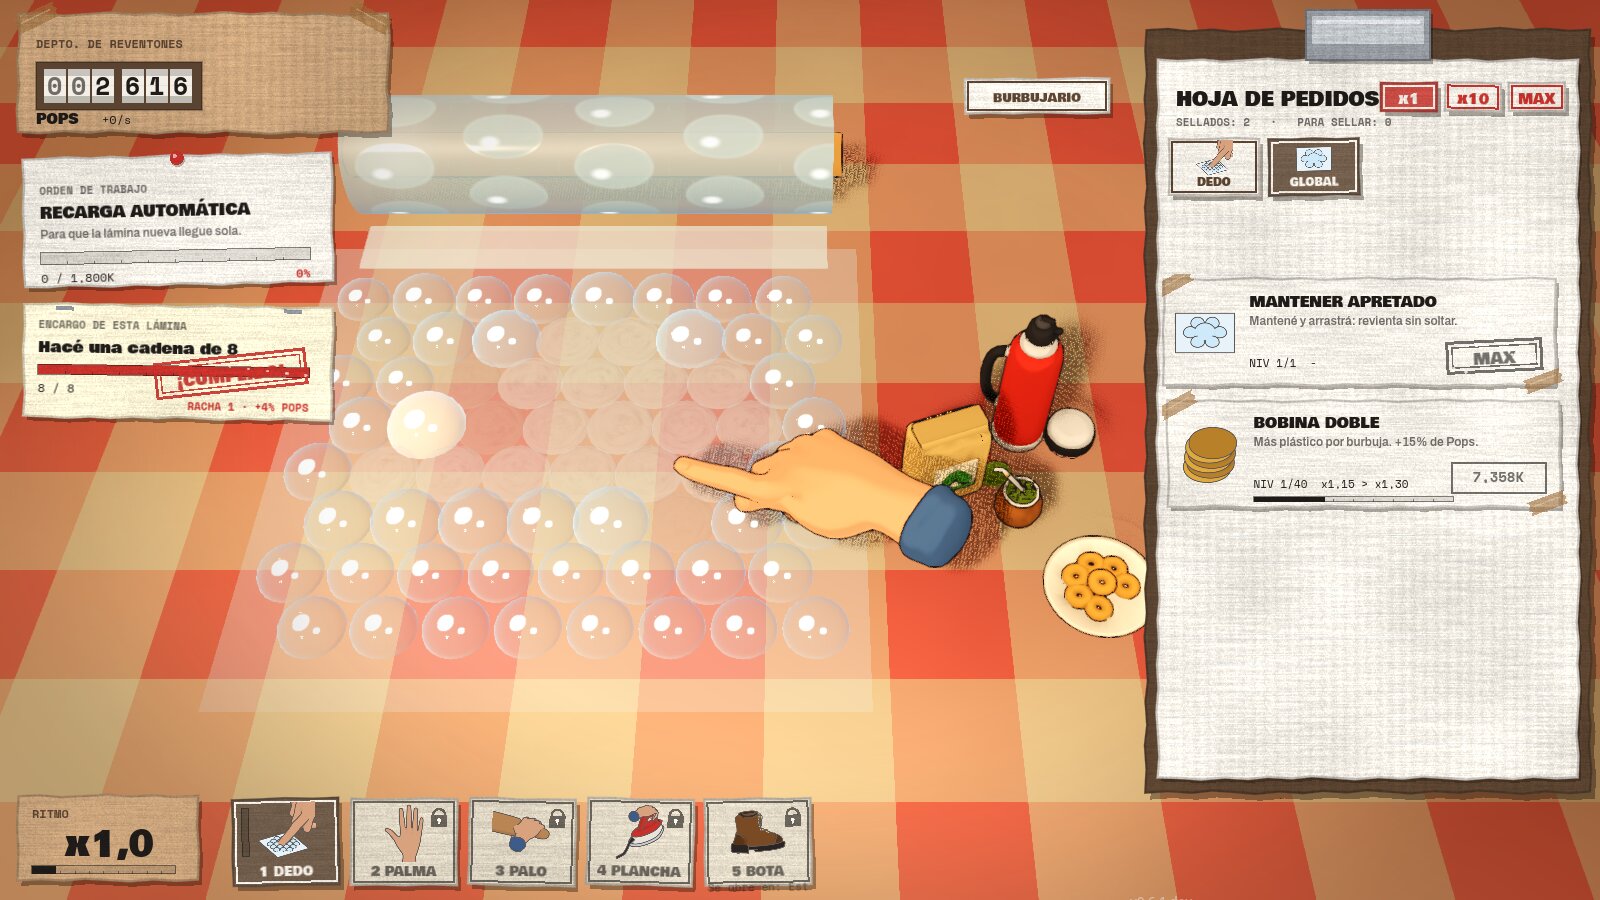 DEPTO. DE REVENTONES
002616
POPS +0/s
ORDEN DE TRABAJO
RECARGA AUTOMÁTICA
Para que la lámina nueva llegue sola.
0 / 1.800K 0%
ENCARGO DE ESTA LÁMINA
Hacé una cadena de 8
8 / 8
RACHA 1 · +4% POPS
BURBUJARIO
HOJA DE PEDIDOS x1 x10 MAX
SELLADOS: 2 · PARA SELLAR: 0
DEDO GLOBAL
MANTENER APRETADO
Mantené y arrastrá: revienta sin soltar.
NIV 1/1 - MAX
BOBINA DOBLE
Más plástico por burbuja. +15% de Pops.
NIV 1/40 x1,15 > x1,30 7.358K
RITMO
x1,0
1 DEDO 2 PALMA 3 PALO 4 PLANCHA 5 BOTA